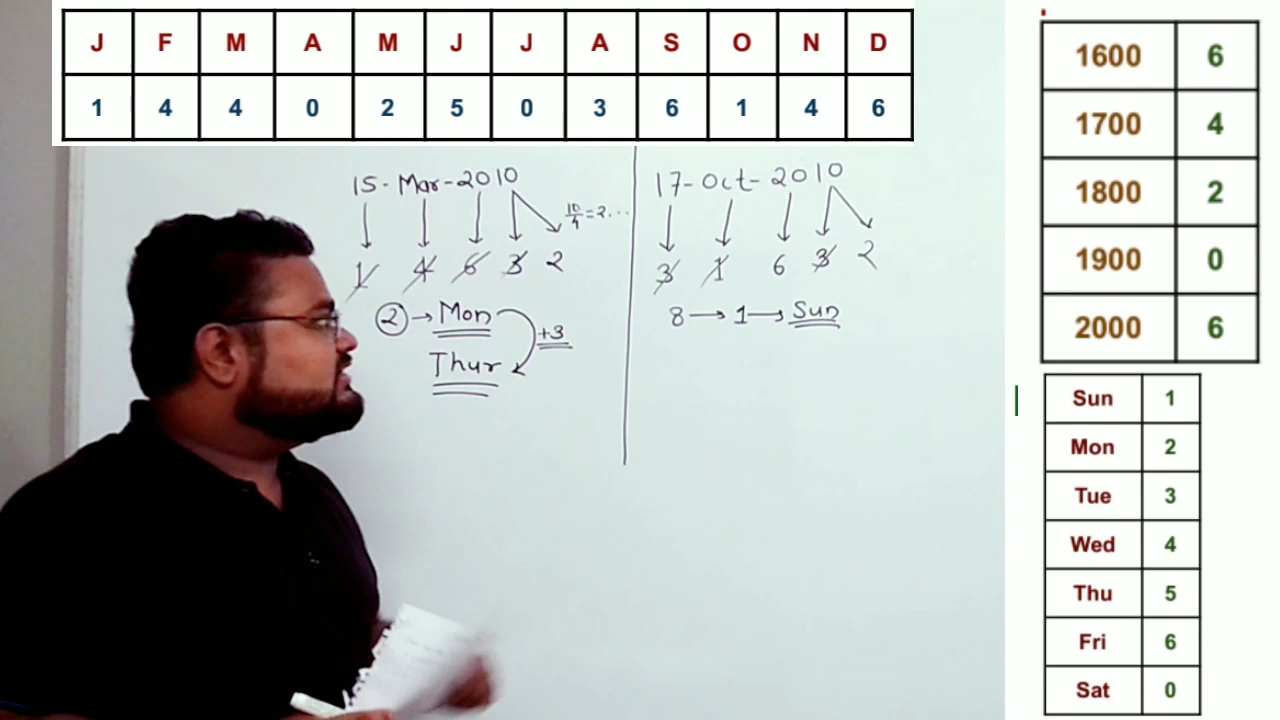 J F M A M J J A S O N D
1 4 4 0 2 5 0 3 6 1 4 6
1600 6
1700 4
1800 2
1900 0
2000 6
Sun 1
Mon 2
Tue 3
Wed 4
Thu 5
Fri 6
Sat 0
15-Mar-2010
10/4=2...
1 4 6 3 2
2 → Mon
+3
Thur
17-Oct-2010
3 1 6 3 2
8 → 1 → Sun